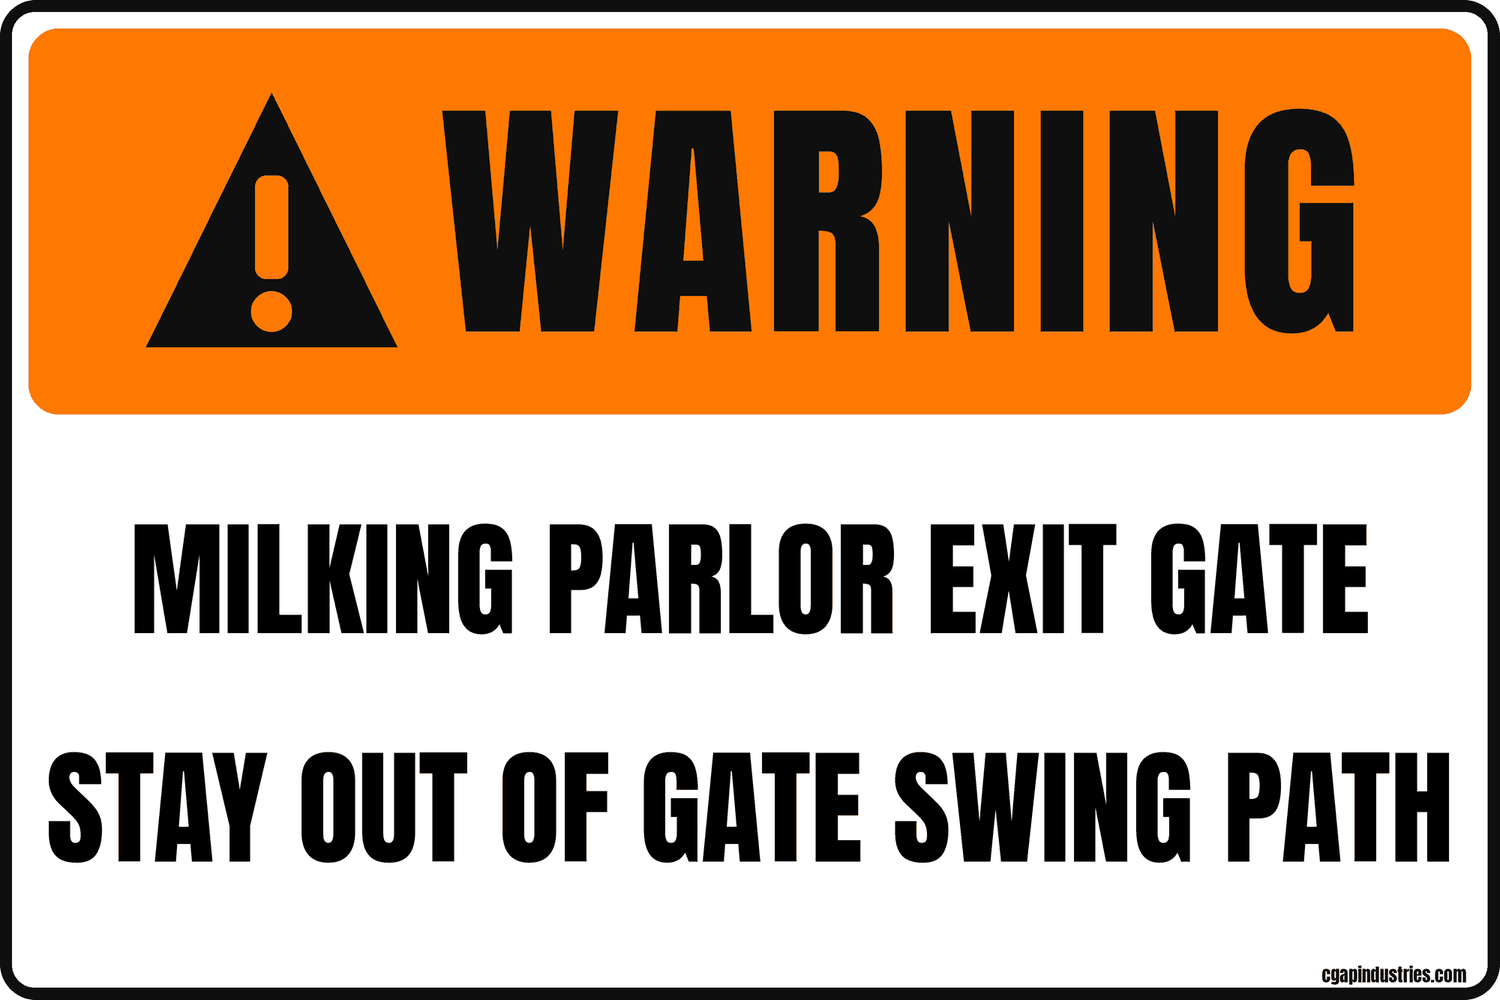 WARNING
MILKING PARLOR EXIT GATE
STAY OUT OF GATE SWING PATH
cgapindustries.com